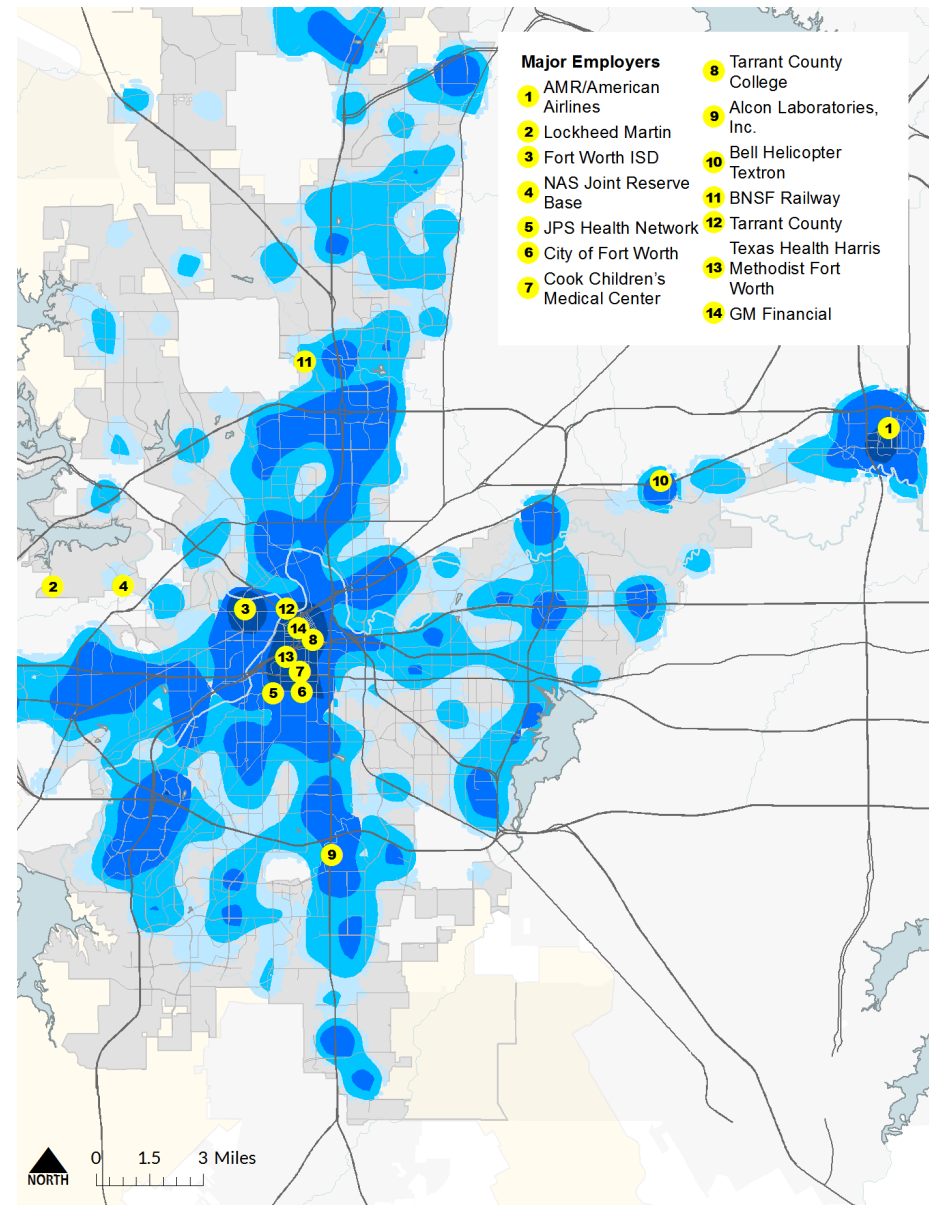 Major Employers
1 AMR/American
Airlines
2 Lockheed Martin
3 Fort Worth ISD
4 NAS Joint Reserve
Base
5 JPS Health Network
6 City of Fort Worth
7 Cook Children’s
Medical Center
8 Tarrant County
College
9 Alcon Laboratories,
Inc.
10 Bell Helicopter
Textron
11 BNSF Railway
12 Tarrant County
13 Texas Health Harris
Methodist Fort
Worth
14 GM Financial
11
1
10
2
4
3
12
14
8
13
7
5
6
9
NORTH
0 1.5 3 Miles